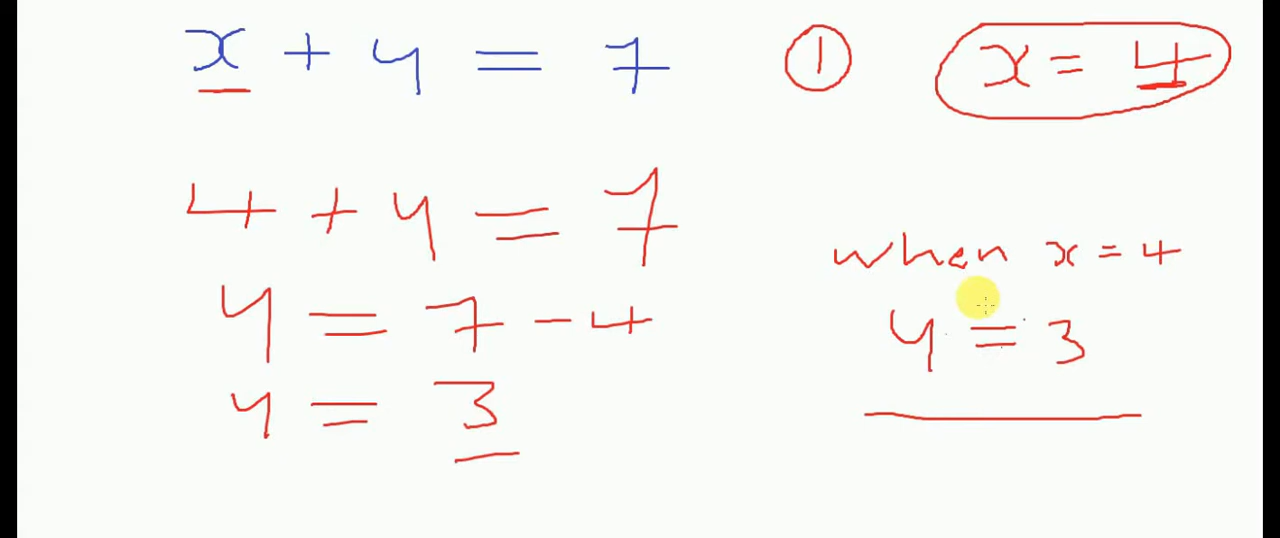 x + y = 7 ① x = 4
4 + y = 7
when x = 4
y = 7 - 4
y = 3
y = 3